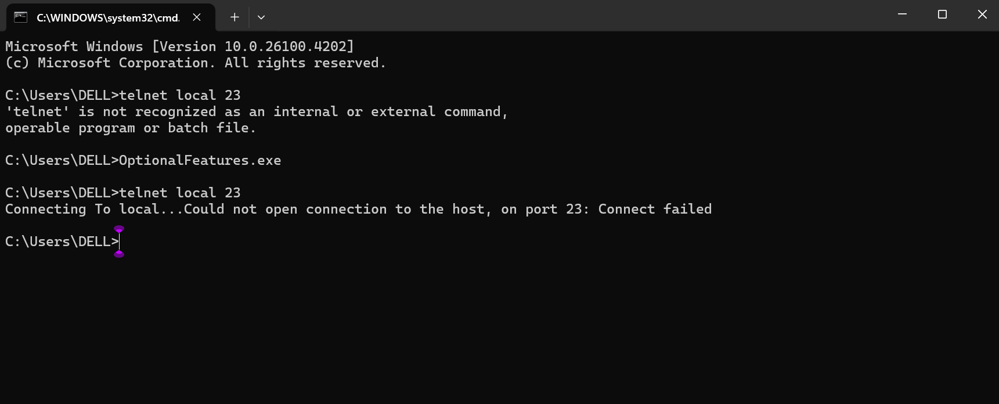 C:\WINDOWS\system32\cmd.
Microsoft Windows [Version 10.0.26100.4202]
(c) Microsoft Corporation. All rights reserved.
C:\Users\DELL>telnet local 23
'telnet' is not recognized as an internal or external command,
operable program or batch file.
C:\Users\DELL>OptionalFeatures.exe
C:\Users\DELL>telnet local 23
Connecting To local...Could not open connection to the host, on port 23: Connect failed
C:\Users\DELL>